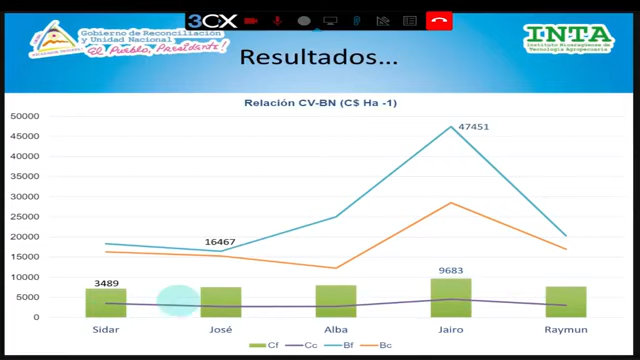 3CX
Gobierno de Reconciliación
y Unidad Nacional
El Pueblo, Presidente!
INTA
Instituto Nicaragüense
de Tecnología Agropecuaria
Resultados...
Relación CV-BN (C$ Ha -1)
50000
45000
40000
35000
30000
25000
20000
15000
10000
5000
0
47451
16467
9683
3489
Sidar
José
Alba
Jairo
Raymun
Cf
Cc
Bf
Bc